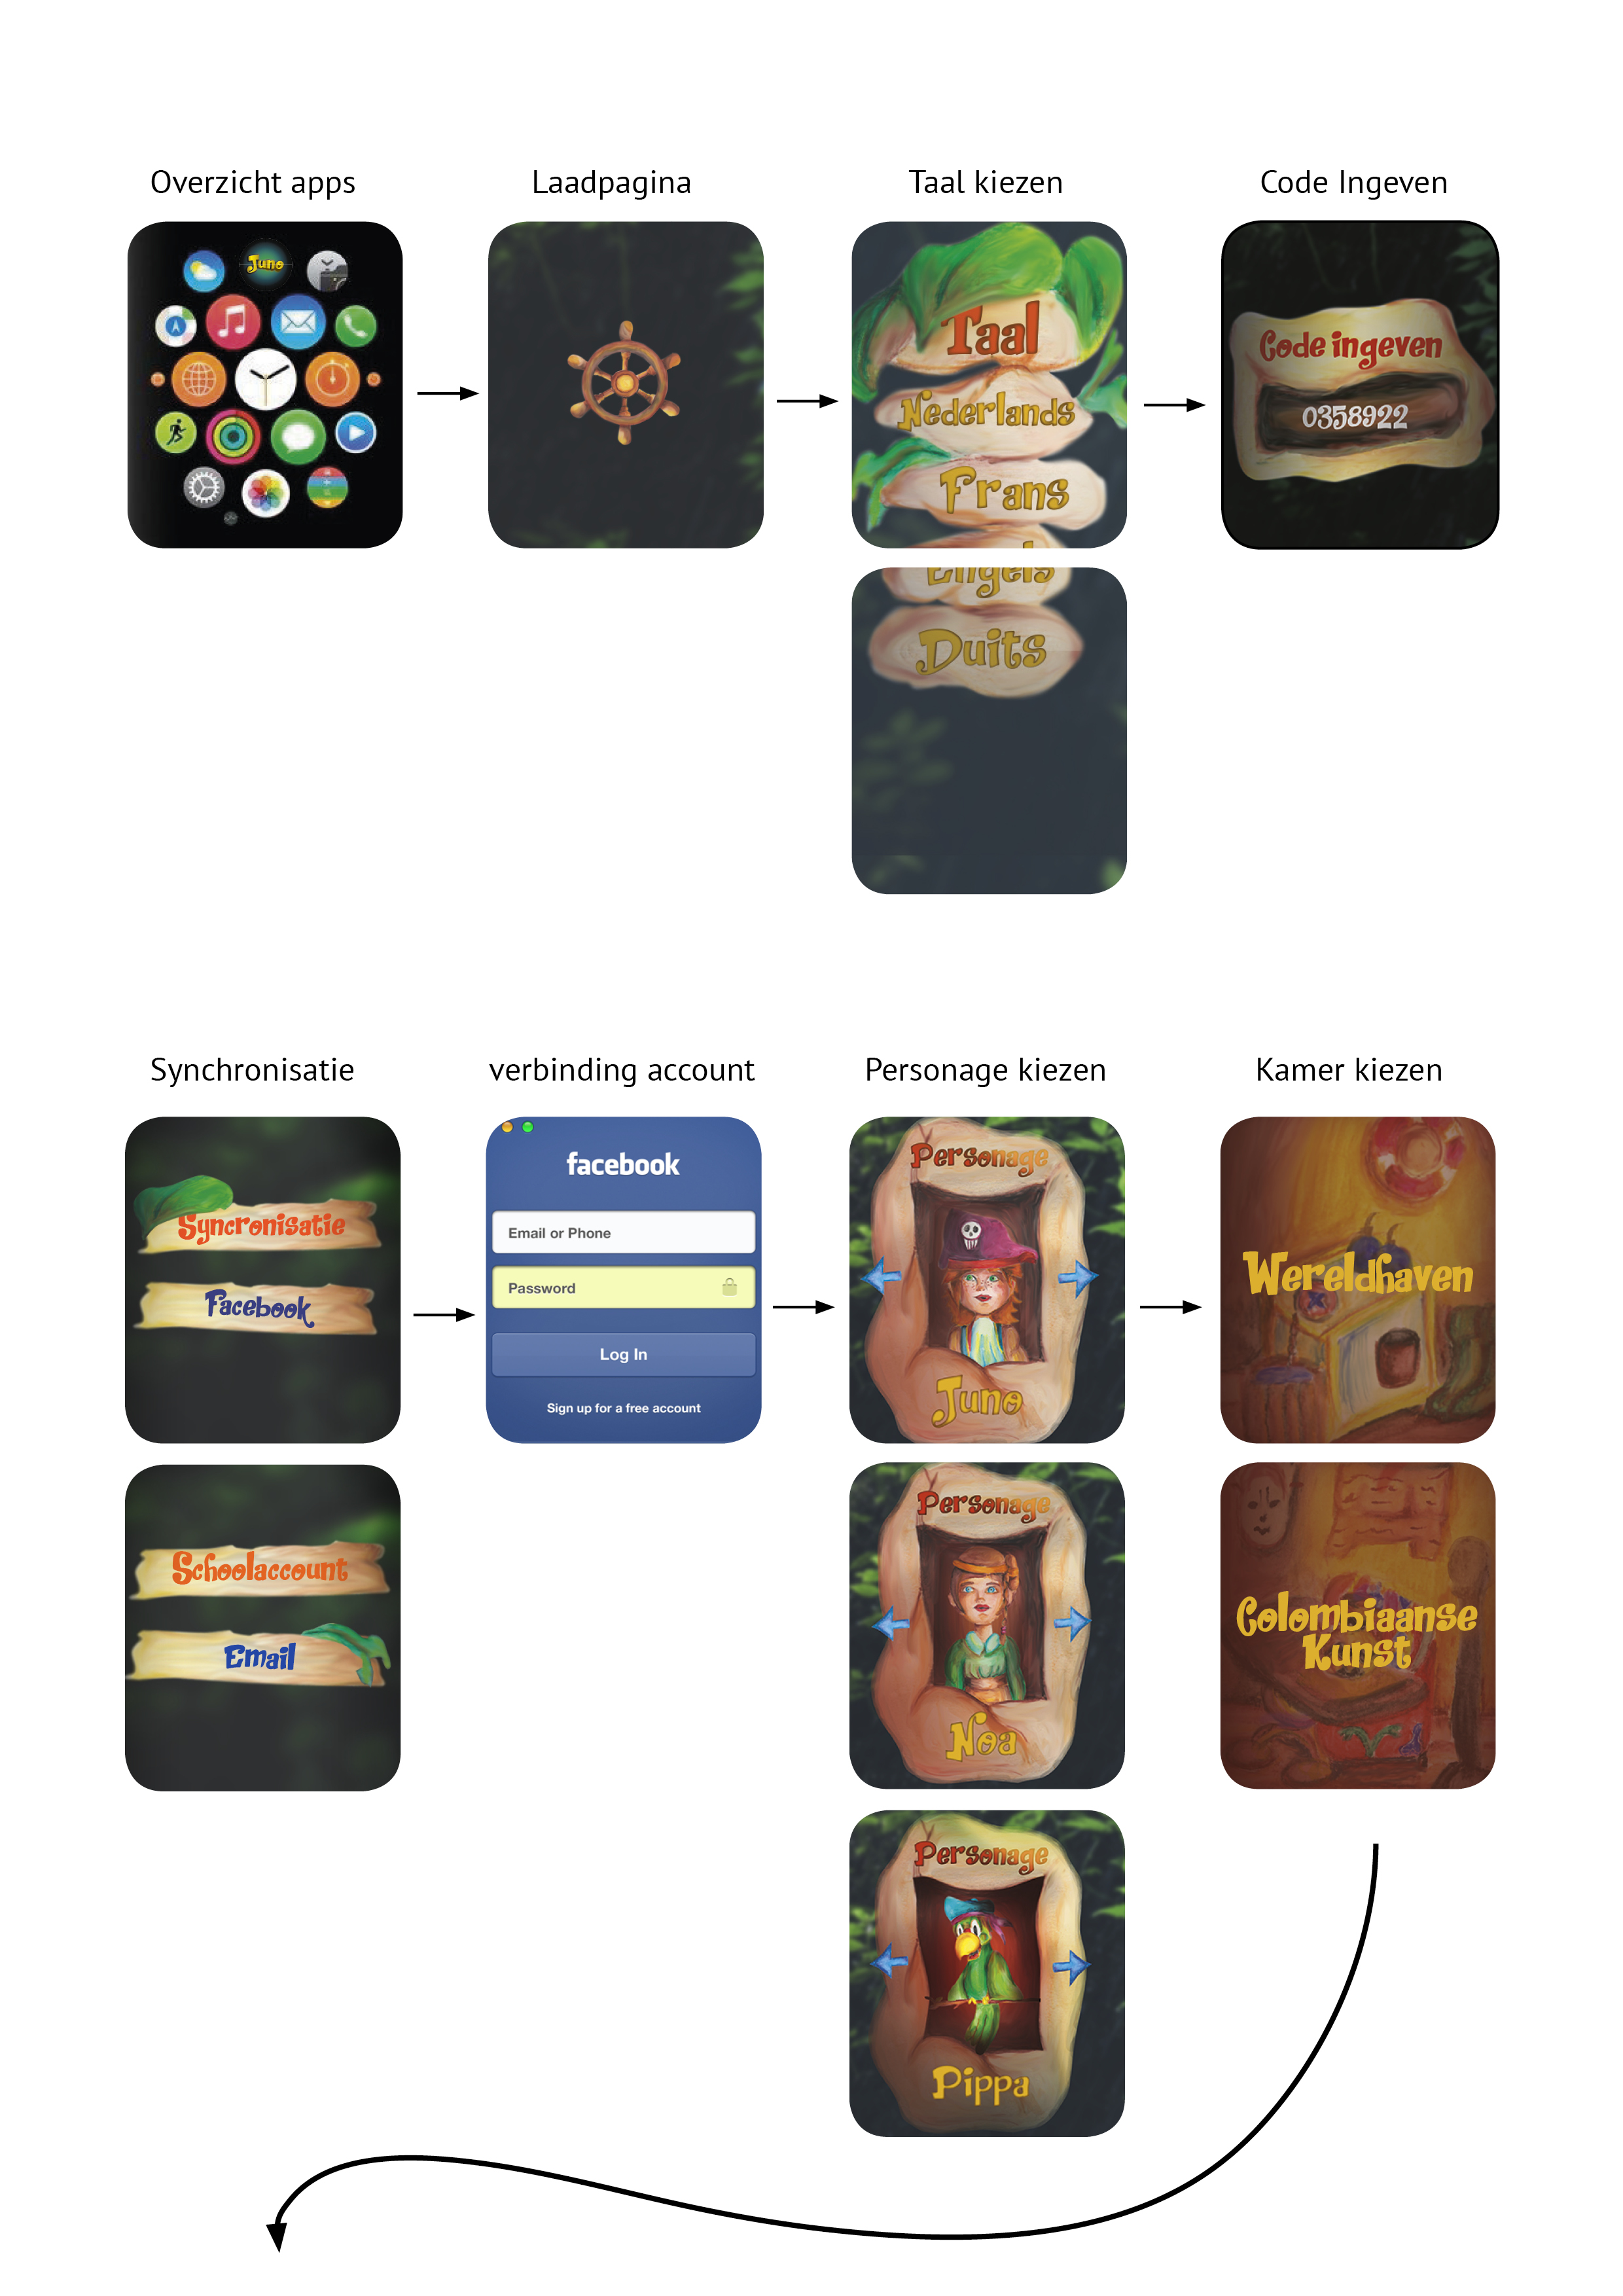 Overzicht apps
Laadpagina
Taal kiezen
Code Ingeven
Juno
Taal
Nederlands
Frans
Engels
Duits
Code ingeven
0358922
Synchronisatie
verbinding account
Personage kiezen
Kamer kiezen
Syncronisatie
Facebook
Schoolaccount
Email
facebook
Email or Phone
Password
Log In
Sign up for a free account
Personage
Juno
Personage
Noa
Personage
Pippa
Wereldhaven
Colombiaanse
Kunst